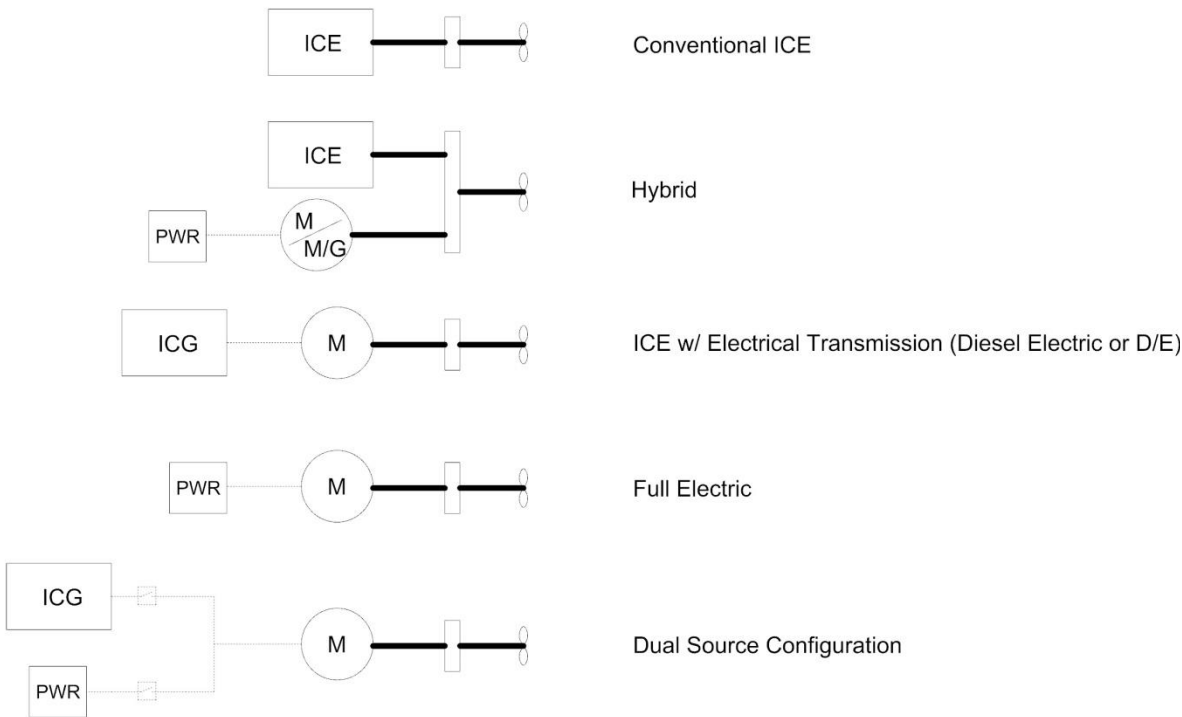 ICE
Conventional ICE
ICE
Hybrid
M
M/G
PWR
ICG
M
ICE w/ Electrical Transmission (Diesel Electric or D/E)
PWR
M
Full Electric
ICG
M
Dual Source Configuration
PWR